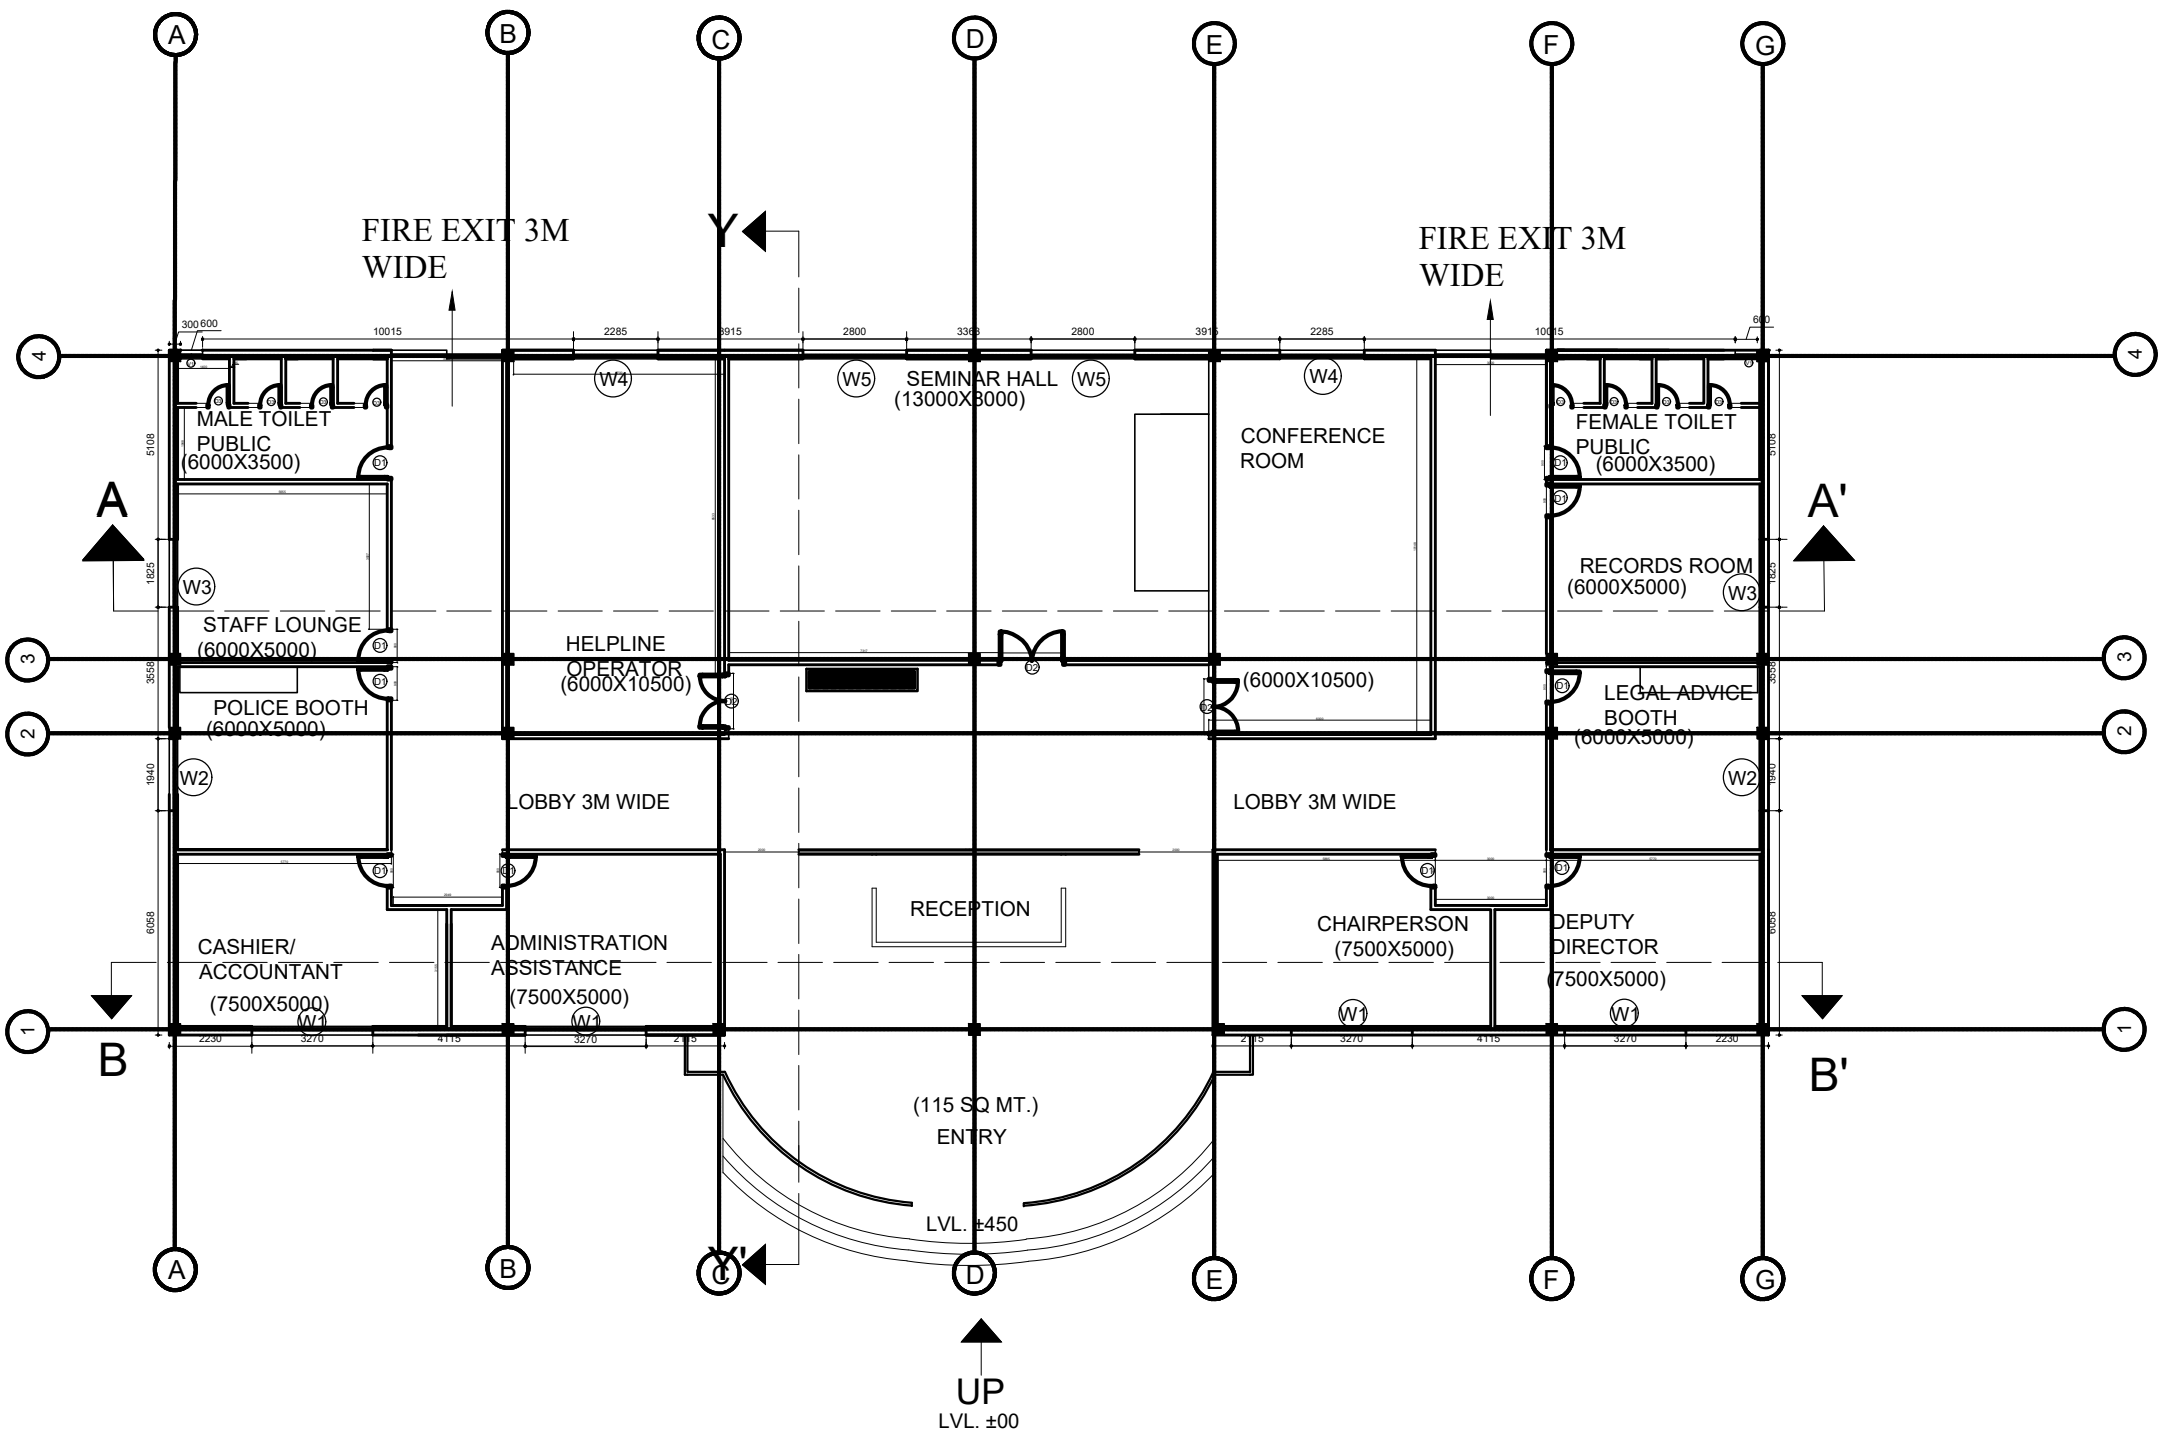 A
B
C
D
E
F
G
FIRE EXIT 3M
WIDE
Y
FIRE EXIT 3M
WIDE
300 600
10015
2285
3915
2800
3363
2800
3915
2285
10015
600
4
4
W4
W5
SEMINAR HALL
(13000X8000)
W5
W4
MALE TOILET
PUBLIC
(6000X3500)
D1
5108
CONFERENCE
ROOM
FEMALE TOILET
PUBLIC
(6000X3500)
D1
5108
A
A'
D1
1825
W3
RECORDS ROOM
(6000X5000)
W3
1825
STAFF LOUNGE
(6000X5000)
D1
HELPLINE
OPERATOR
(6000X10500)
D2
3
3
3558
D1
D2
D2
(6000X10500)
D1
LEGAL ADVICE
BOOTH
(6000X5000)
3558
POLICE BOOTH
(6000X5000)
2
2
1940
W2
LOBBY 3M WIDE
LOBBY 3M WIDE
W2
1940
D1
D1
D1
D1
6058
CASHIER/
ACCOUNTANT
(7500X5000)
W1
ADMINISTRATION
ASSISTANCE
(7500X5000)
W1
RECEPTION
CHAIRPERSON
(7500X5000)
W1
DEPUTY
DIRECTOR
(7500X5000)
W1
6058
1
1
2230
3270
4115
3270
2115
2115
3270
4115
3270
2230
B
B'
(115 SQ MT.)
ENTRY
LVL. ±450
Y'
A
B
C
D
E
F
G
UP
LVL. ±00